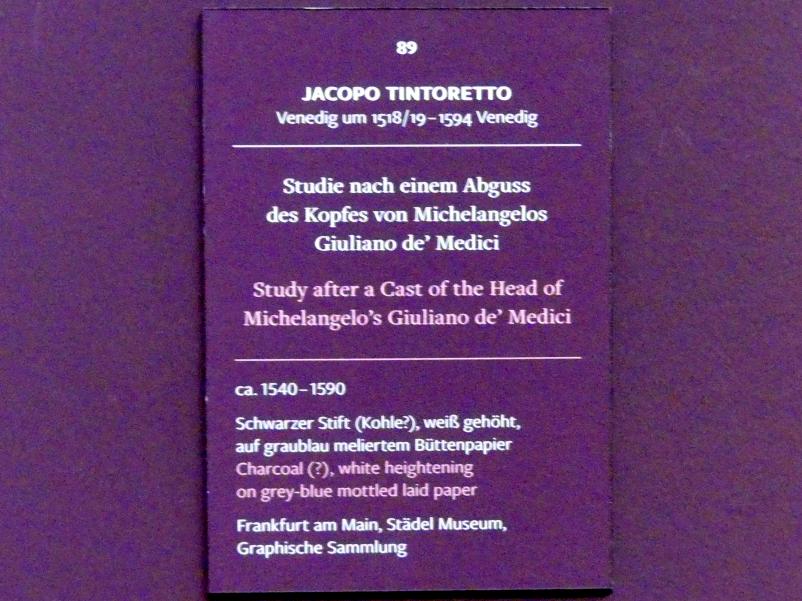 89
JACOPO TINTORETTO
Venedig um 1518/19–1594 Venedig
Studie nach einem Abguss
des Kopfes von Michelangelos
Giuliano de’ Medici
Study after a Cast of the Head of
Michelangelo’s Giuliano de’ Medici
ca. 1540–1590
Schwarzer Stift (Kohle?), weiß gehöht,
auf graublau meliertem Büttenpapier
Charcoal (?), white heightening
on grey-blue mottled laid paper
Frankfurt am Main, Städel Museum,
Graphische Sammlung